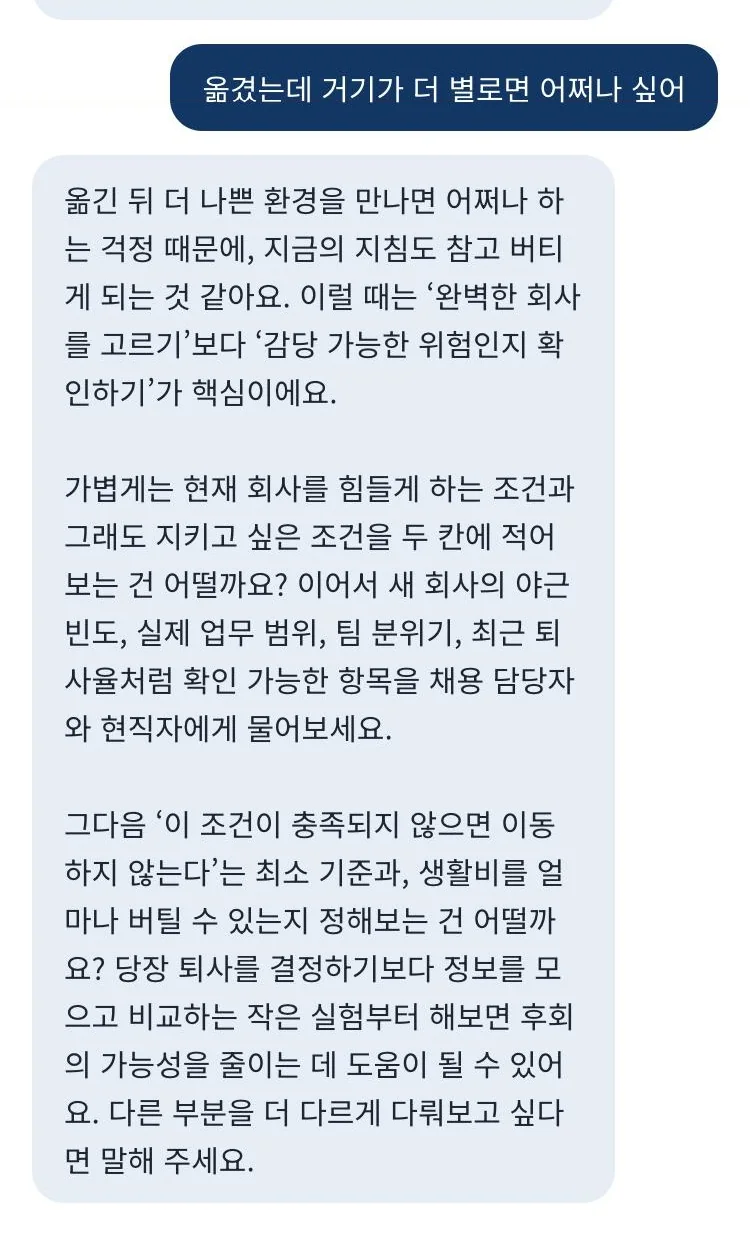 옮겼는데 거기가 더 별로면 어쩌나 싶어
옮긴 뒤 더 나쁜 환경을 만나면 어쩌나 하
는 걱정 때문에, 지금의 지침도 참고 버티
게 되는 것 같아요. 이럴 때는 ‘완벽한 회사
를 고르기’보다 ‘감당 가능한 위험인지 확
인하기’가 핵심이에요.
가볍게는 현재 회사를 힘들게 하는 조건과
그래도 지키고 싶은 조건을 두 칸에 적어
보는 건 어떨까요? 이어서 새 회사의 야근
빈도, 실제 업무 범위, 팀 분위기, 최근 퇴
사율처럼 확인 가능한 항목을 채용 담당자
와 현직자에게 물어보세요.
그다음 ‘이 조건이 충족되지 않으면 이동
하지 않는다’는 최소 기준과, 생활비를 얼
마나 버틸 수 있는지 정해보는 건 어떨까
요? 당장 퇴사를 결정하기보다 정보를 모
으고 비교하는 작은 실험부터 해보면 후회
의 가능성을 줄이는 데 도움이 될 수 있어
요. 다른 부분을 더 다르게 다뤄보고 싶다
면 말해 주세요.